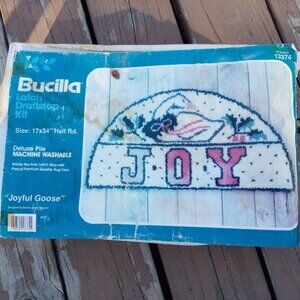 13374
Bucilla
Latch
Draftstop
Kit
Size: 17x34" Half Rd.
Deluxe Pile
MACHINE WASHABLE
"Joyful Goose"
JOY